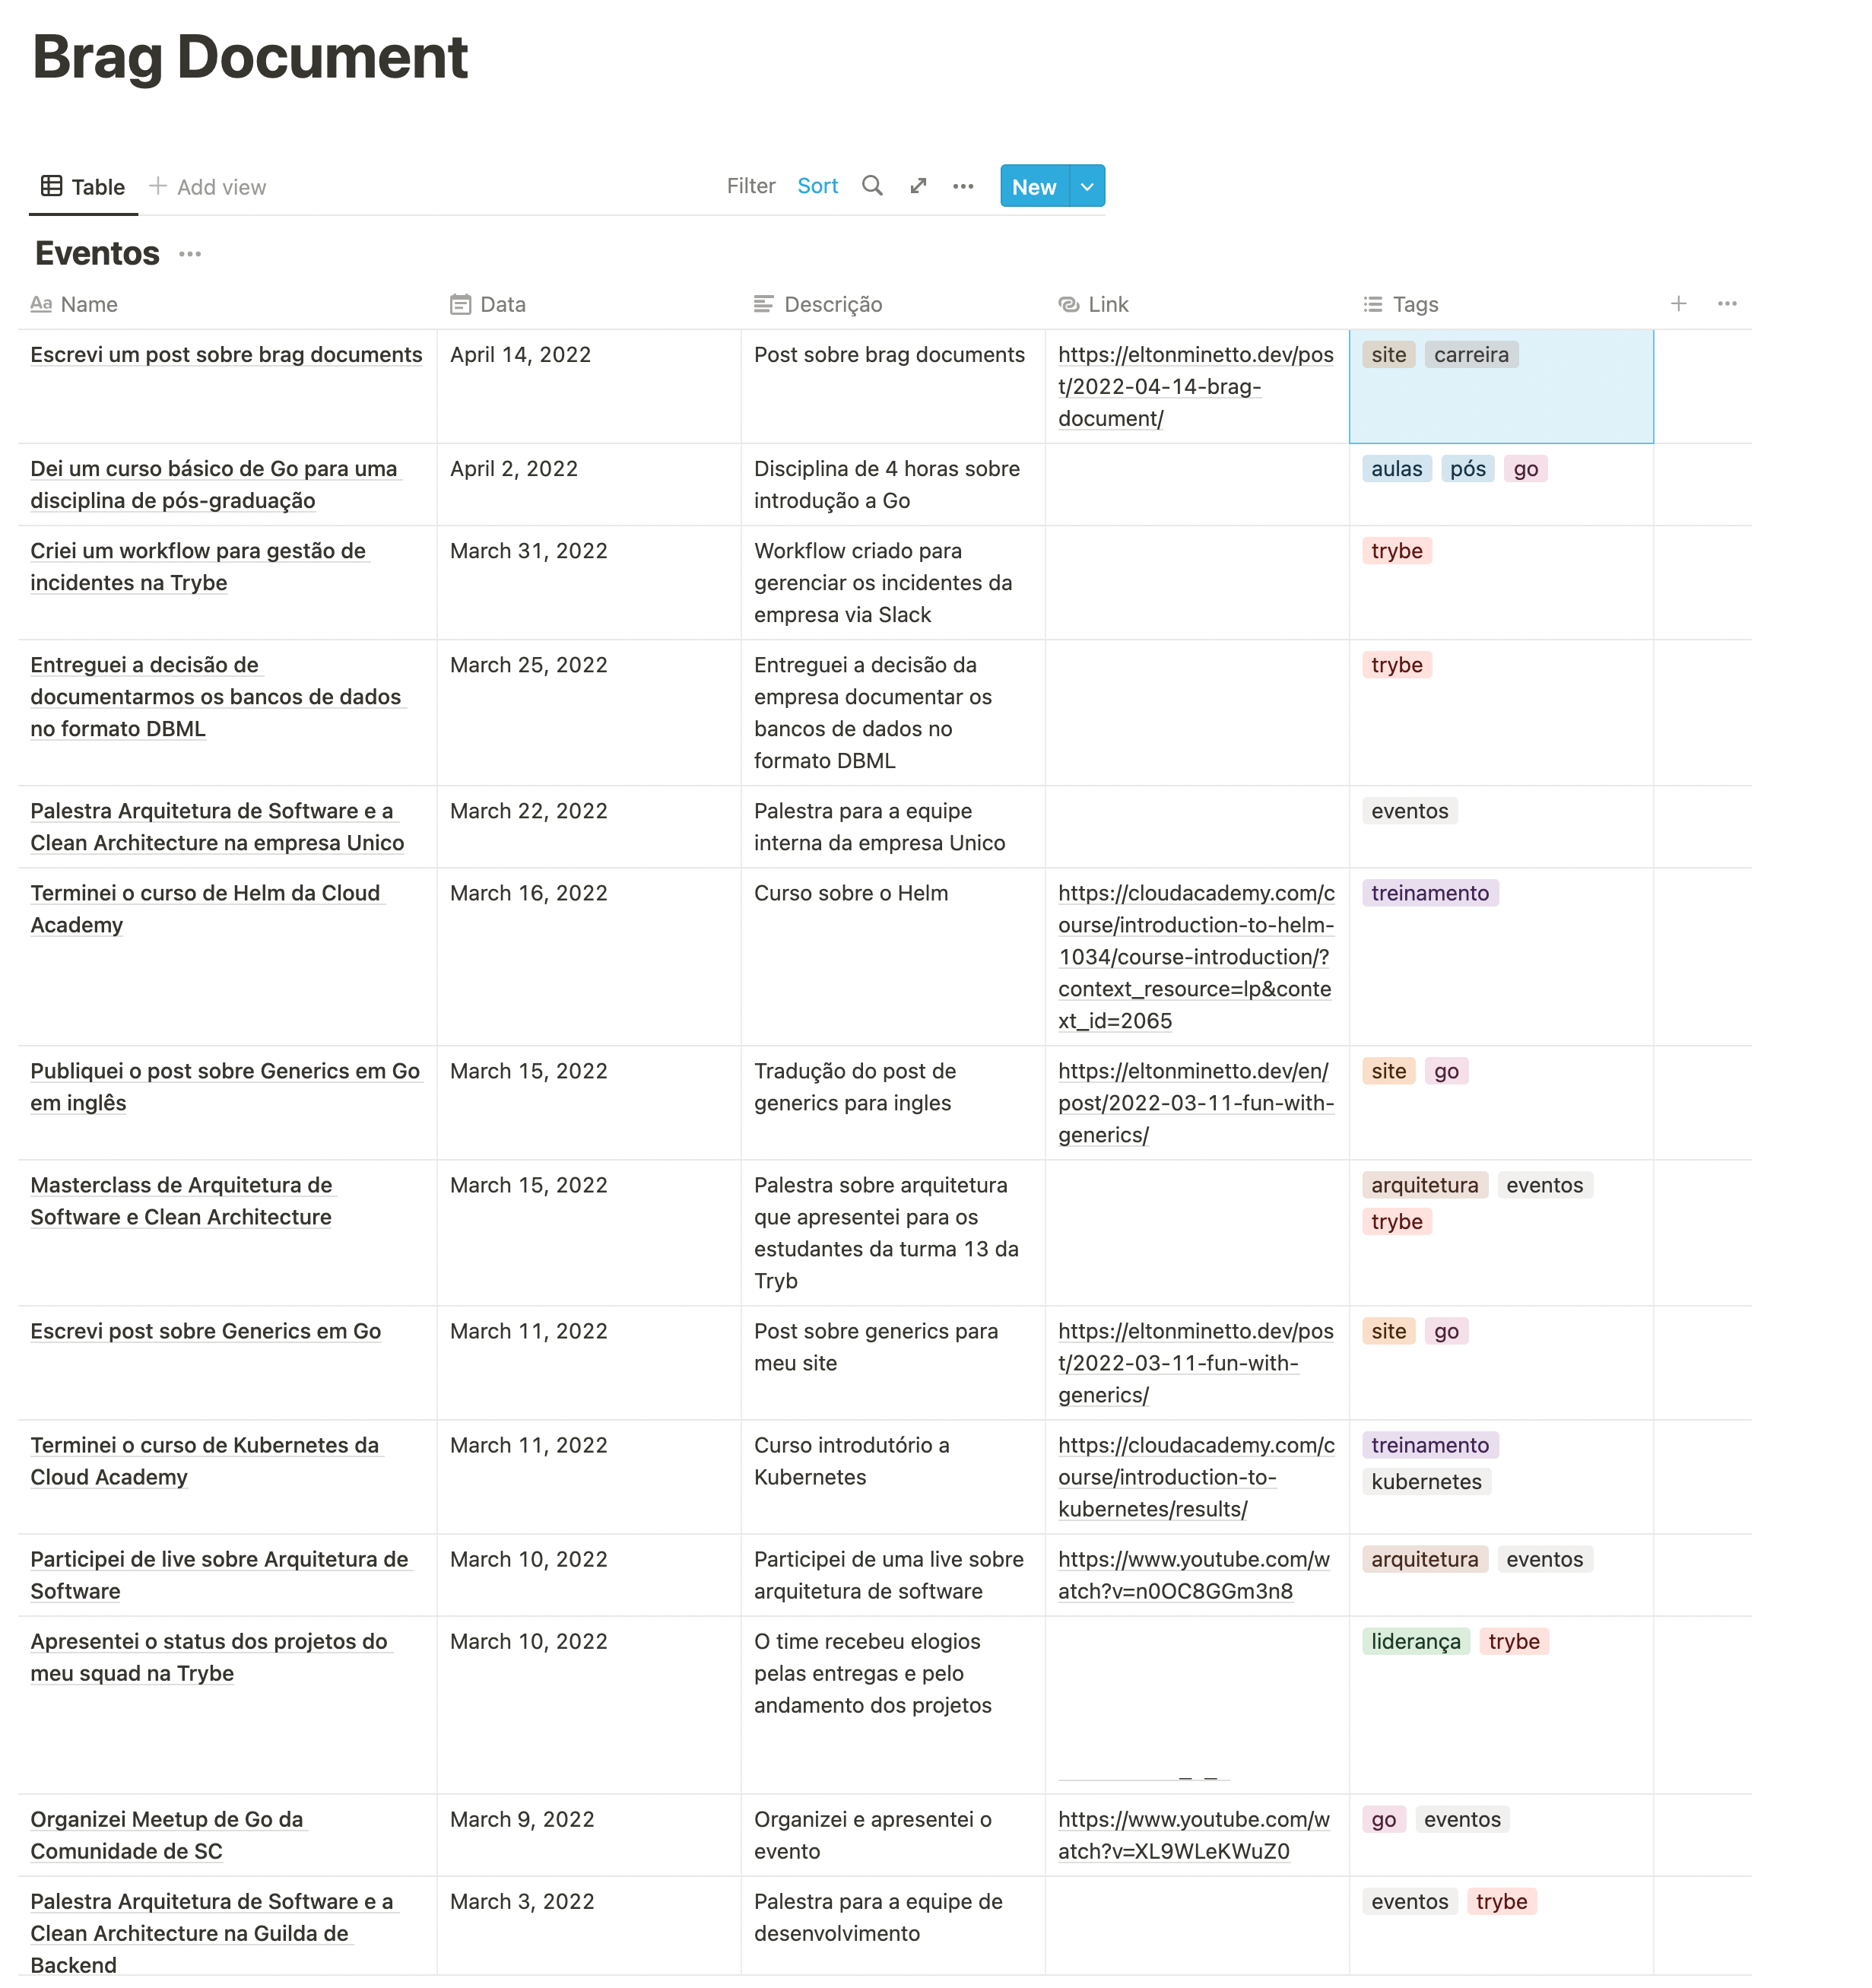 Brag Document
Table
Add view
Filter
Sort
New
Eventos
Aa Name
Data
Descrição
Link
Tags
Escrevi um post sobre brag documents
April 14, 2022
Post sobre brag documents
https://eltonminetto.dev/pos
t/2022-04-14-brag-
document/
site carreira
Dei um curso básico de Go para uma
disciplina de pós-graduação
April 2, 2022
Disciplina de 4 horas sobre
introdução a Go
aulas pós go
Criei um workflow para gestão de
incidentes na Trybe
March 31, 2022
Workflow criado para
gerenciar os incidentes da
empresa via Slack
trybe
Entreguei a decisão de
documentarmos os bancos de dados
no formato DBML
March 25, 2022
Entreguei a decisão da
empresa documentar os
bancos de dados no
formato DBML
trybe
Palestra Arquitetura de Software e a
Clean Architecture na empresa Unico
March 22, 2022
Palestra para a equipe
interna da empresa Unico
eventos
Terminei o curso de Helm da Cloud
Academy
March 16, 2022
Curso sobre o Helm
https://cloudacademy.com/c
ourse/introduction-to-helm-
1034/course-introduction/?
context_resource=lp&conte
xt_id=2065
treinamento
Publiquei o post sobre Generics em Go
em inglês
March 15, 2022
Tradução do post de
generics para ingles
https://eltonminetto.dev/en/
post/2022-03-11-fun-with-
generics/
site go
Masterclass de Arquitetura de
Software e Clean Architecture
March 15, 2022
Palestra sobre arquitetura
que apresentei para os
estudantes da turma 13 da
Tryb
arquitetura eventos
trybe
Escrevi post sobre Generics em Go
March 11, 2022
Post sobre generics para
meu site
https://eltonminetto.dev/pos
t/2022-03-11-fun-with-
generics/
site go
Terminei o curso de Kubernetes da
Cloud Academy
March 11, 2022
Curso introdutório a
Kubernetes
https://cloudacademy.com/c
ourse/introduction-to-
kubernetes/results/
treinamento
kubernetes
Participei de live sobre Arquitetura de
Software
March 10, 2022
Participei de uma live sobre
arquitetura de software
https://www.youtube.com/w
atch?v=n0OC8GGm3n8
arquitetura eventos
Apresentei o status dos projetos do
meu squad na Trybe
March 10, 2022
O time recebeu elogios
pelas entregas e pelo
andamento dos projetos
liderança trybe
Organizei Meetup de Go da
Comunidade de SC
March 9, 2022
Organizei e apresentei o
evento
https://www.youtube.com/w
atch?v=XL9WLeKWuZ0
go eventos
Palestra Arquitetura de Software e a
Clean Architecture na Guilda de
Backend
March 3, 2022
Palestra para a equipe de
desenvolvimento
eventos trybe